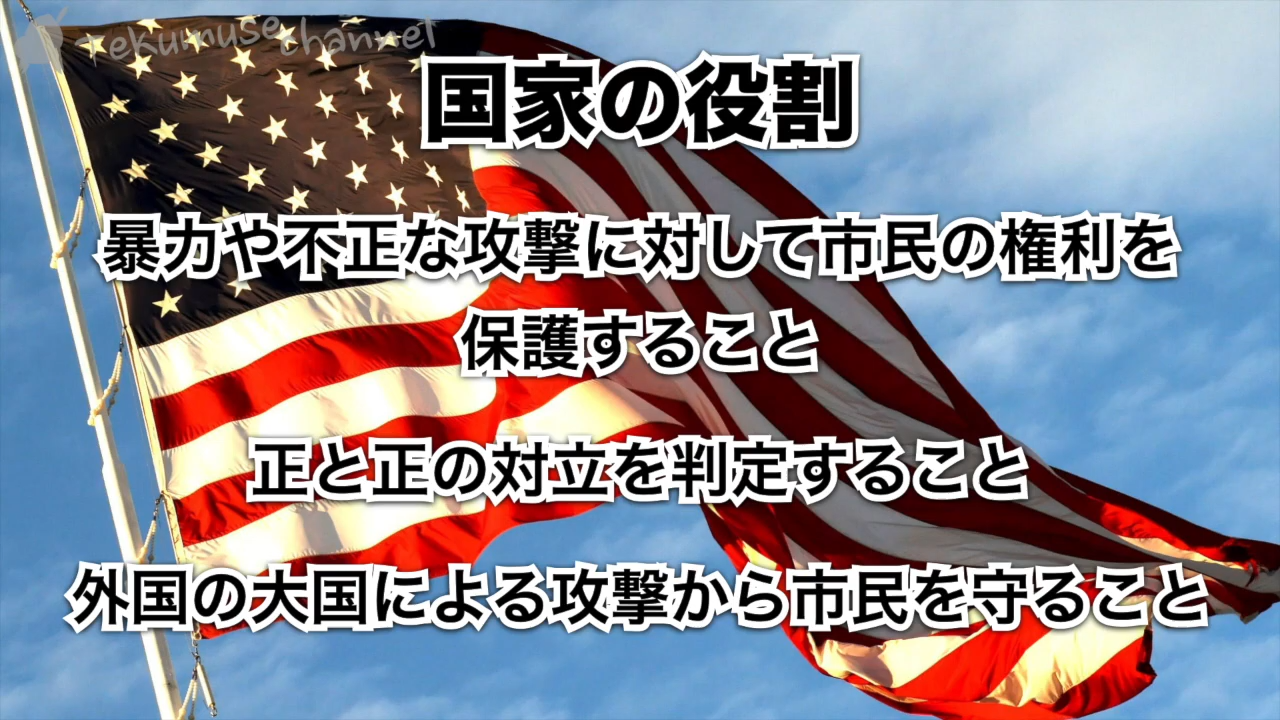 Tekumuse channel
国家の役割
暴力や不正な攻撃に対して市民の権利を
保護すること
正と正の対立を判定すること
外国の大国による攻撃から市民を守ること